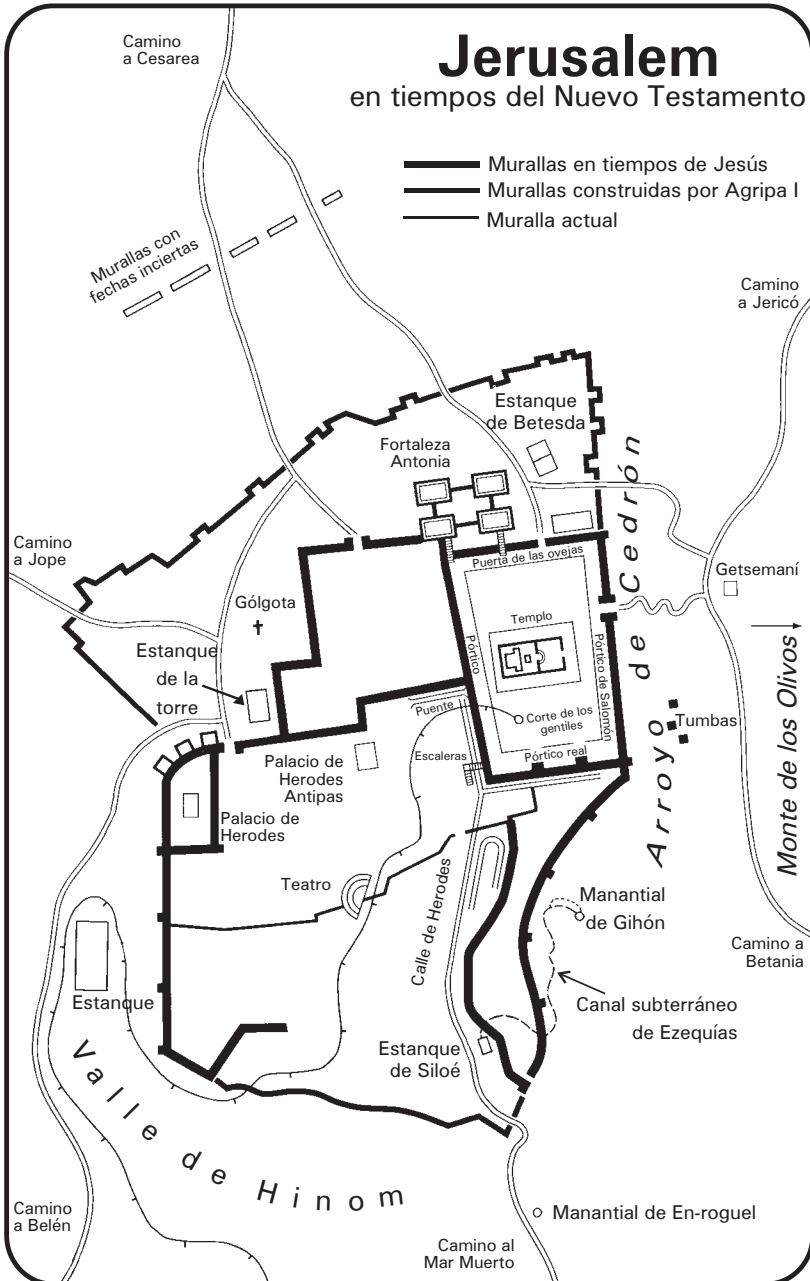 Jerusalem
en tiempos del Nuevo Testamento
Camino
a Cesarea
Murallas en tiempos de Jesús
Murallas construidas por Agripa I
Muralla actual
Murallas con
fechas inciertas
Camino
a Jericó
Estanque
de Betesda
Fortaleza
Antonia
Camino
a Jope
Puerta de las ovejas
Arroyo de Cedrón
Getsemaní
Gólgota
Templo
Pórtico
Pórtico de Salomón
Estanque
de la
torre
Monte de los Olivos
Puente
Corte de los
gentiles
Tumbas
Escaleras
Pórtico real
Palacio de
Herodes
Antipas
Palacio de
Herodes
Teatro
Calle de Herodes
Manantial
de Gihón
Camino a
Betania
Estanque
Canal subterráneo
de Ezequías
Estanque
de Siloé
Valle de Hinom
Camino
a Belén
Manantial de En-roguel
Camino al
Mar Muerto